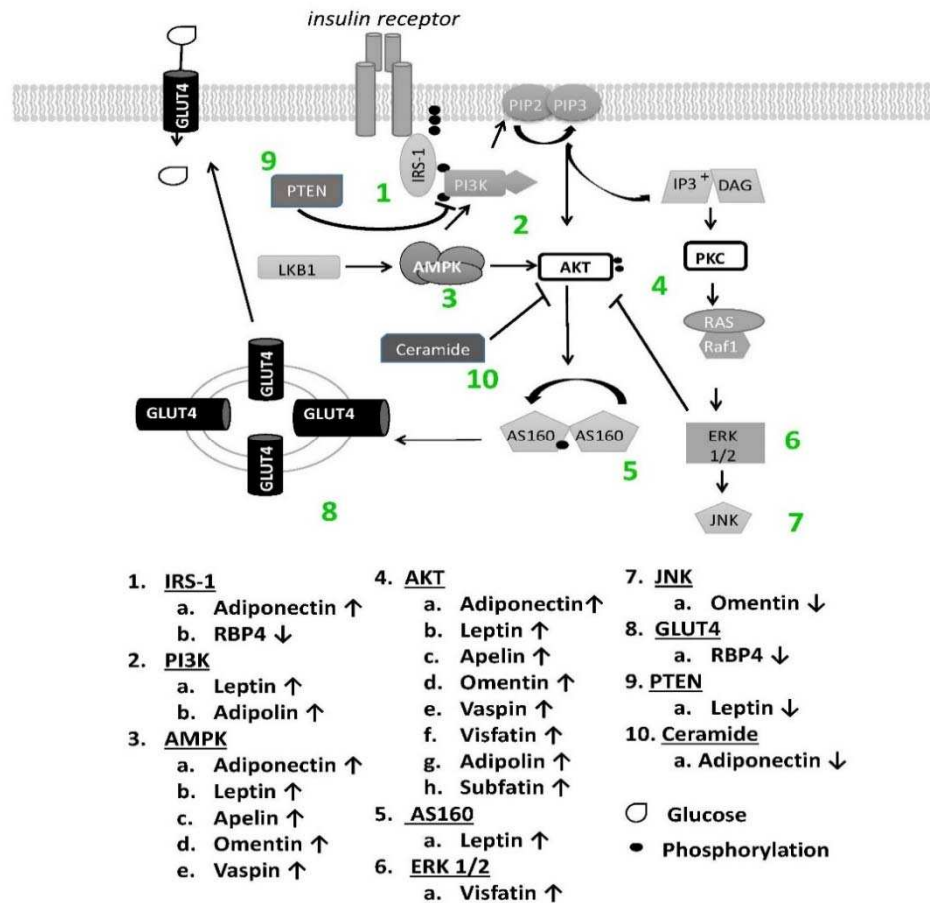 insulin receptor
GLUT4
PIP2 PIP3
9
PTEN
1
IRS-1
PI3K
2
IP3 + DAG
LKB1
AMPK
3
AKT
4
PKC
RAS
Raf1
Ceramide
10
GLUT4
GLUT4
GLUT4
GLUT4
8
AS160 AS160
5
ERK
1/2
6
JNK
7
1. IRS-1
a. Adiponectin ↑
b. RBP4 ↓
2. PI3K
a. Leptin ↑
b. Adipolin ↑
3. AMPK
a. Adiponectin ↑
b. Leptin ↑
c. Apelin ↑
d. Omentin ↑
e. Vaspin ↑
4. AKT
a. Adiponectin↑
b. Leptin ↑
c. Apelin ↑
d. Omentin ↑
e. Vaspin ↑
f. Visfatin ↑
g. Adipolin ↑
h. Subfatin ↑
5. AS160
a. Leptin ↑
6. ERK 1/2
a. Visfatin ↑
7. JNK
a. Omentin ↓
8. GLUT4
a. RBP4 ↓
9. PTEN
a. Leptin ↓
10. Ceramide
a. Adiponectin ↓
Glucose
Phosphorylation